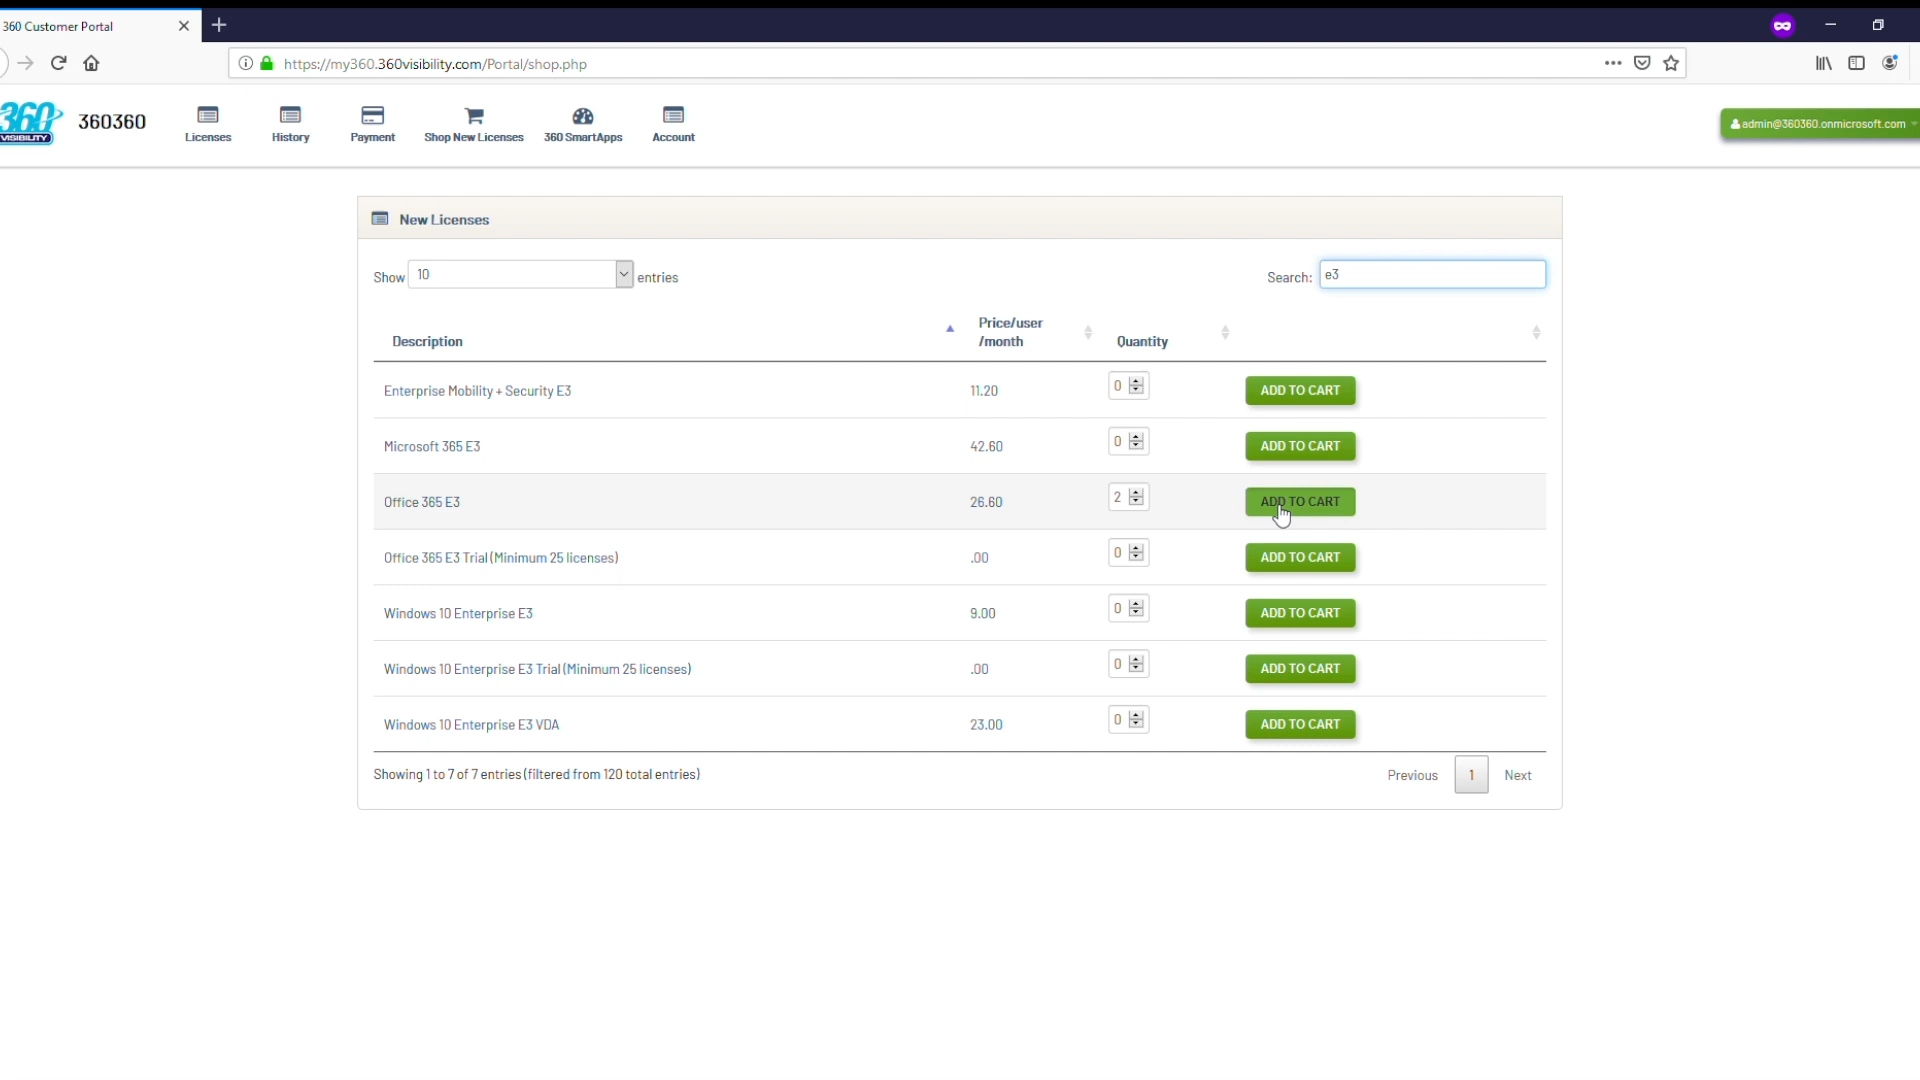 360 Customer Portal
https://my360.360visibility.com/Portal/shop.php
360
VISIBILITY
360360
Licenses
History
Payment
Shop New Licenses
360 SmartApps
Account
admin@360360.onmicrosoft.com
New Licenses
Show 10 entries
Search: e3
Description Price/user /month Quantity
Enterprise Mobility + Security E3 11.20 0 ADD TO CART
Microsoft 365 E3 42.60 0 ADD TO CART
Office 365 E3 26.60 2 ADD TO CART
Office 365 E3 Trial (Minimum 25 licenses) .00 0 ADD TO CART
Windows 10 Enterprise E3 9.00 0 ADD TO CART
Windows 10 Enterprise E3 Trial (Minimum 25 licenses) .00 0 ADD TO CART
Windows 10 Enterprise E3 VDA 23.00 0 ADD TO CART
Showing 1 to 7 of 7 entries (filtered from 120 total entries)
Previous 1 Next